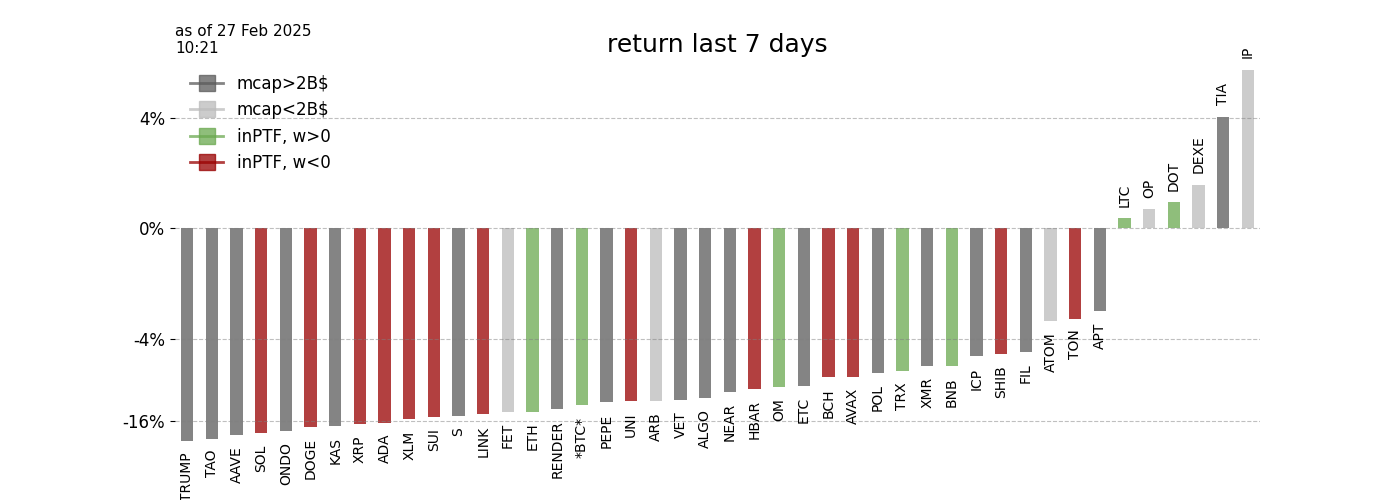 as of 27 Feb 2025
10:21
return last 7 days
mcap>2B$
mcap<2B$
inPTF, w>0
inPTF, w<0
4%
0%
-4%
-16%
TRUMP
TAO
AAVE
SOL
ONDO
DOGE
KAS
XRP
ADA
XLM
SUI
S
LINK
FET
ETH
RENDER
*BTC*
PEPE
UNI
ARB
VET
ALGO
NEAR
HBAR
OM
ETC
BCH
AVAX
POL
TRX
XMR
BNB
ICP
SHIB
FIL
ATOM
TON
APT
LTC
OP
DOT
DEXE
TIA
IP